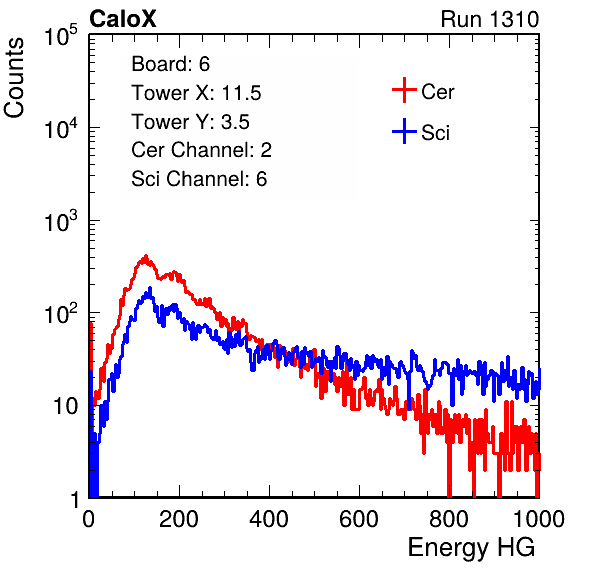 CaloX Run 1310
Counts
Board: 6
Tower X: 11.5
Tower Y: 3.5
Cer Channel: 2
Sci Channel: 6
Cer
Sci
10^5
10^4
10^3
10^2
10
1
0 200 400 600 800 1000
Energy HG